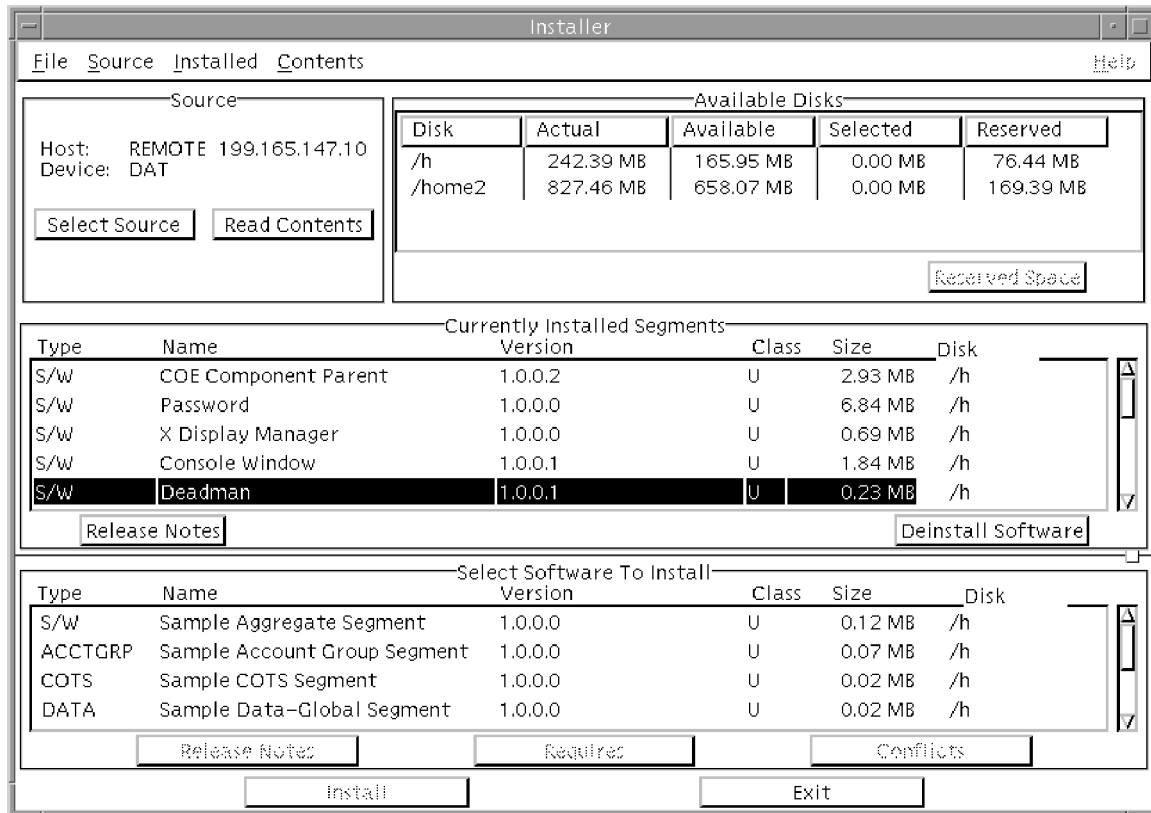 Installer
File Source Installed Contents Help
Source
Host: REMOTE 199.165.147.10
Device: DAT
Select Source Read Contents
Available Disks
Disk Actual Available Selected Reserved
/h 242.39 MB 165.95 MB 0.00 MB 76.44 MB
/home2 827.46 MB 658.07 MB 0.00 MB 169.39 MB
Reserved Space
Currently Installed Segments
Type Name Version Class Size Disk
S/W COE Component Parent 1.0.0.2 U 2.93 MB /h
S/W Password 1.0.0.0 U 6.84 MB /h
S/W X Display Manager 1.0.0.0 U 0.69 MB /h
S/W Console Window 1.0.0.1 U 1.84 MB /h
S/W Deadman 1.0.0.1 U 0.23 MB /h
Release Notes Deinstall Software
Select Software To Install
Type Name Version Class Size Disk
S/W Sample Aggregate Segment 1.0.0.0 U 0.12 MB /h
ACCTGRP Sample Account Group Segment 1.0.0.0 U 0.07 MB /h
COTS Sample COTS Segment 1.0.0.0 U 0.02 MB /h
DATA Sample Data-Global Segment 1.0.0.0 U 0.02 MB /h
Release Notes Requires Conflicts
Install Exit